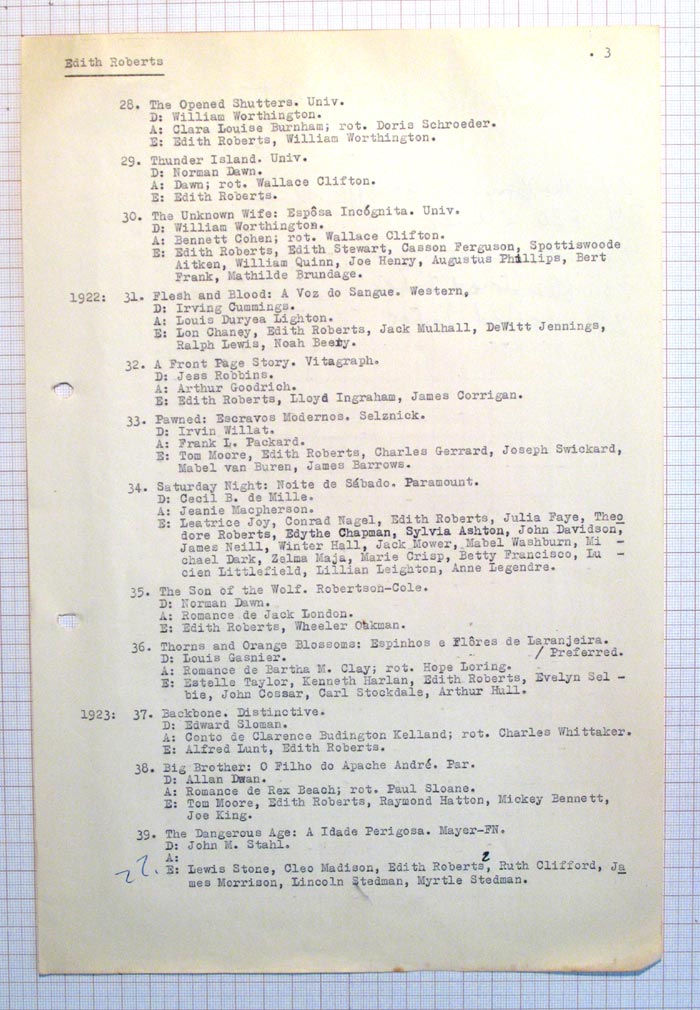 Edith Roberts
. 3
28. The Opened Shutters. Univ.
D: William Worthington.
A: Clara Louise Burnham; rot. Doris Schroeder.
E: Edith Roberts, William Worthington.
29. Thunder Island. Univ.
D: Norman Dawn.
A: Dawn; rot. Wallace Clifton.
E: Edith Roberts.
30. The Unknown Wife: Espôsa Incógnita. Univ.
D: William Worthington.
A: Bennett Cohen; rot. Wallace Clifton.
E: Edith Roberts, Edith Stewart, Casson Ferguson, Spottiswoode
Aitken, William Quinn, Joe Henry, Augustus Phillips, Bert
Frank, Mathilde Brundage.
1922: 31. Flesh and Blood: A Voz do Sangue. Western,
D: Irving Cummings.
A: Louis Duryea Lighton.
E: Lon Chaney, Edith Roberts, Jack Mulhall, DeWitt Jennings,
Ralph Lewis, Noah Beery.
32. A Front Page Story. Vitagraph.
D: Jess Robbins.
A: Arthur Goodrich.
E: Edith Roberts, Lloyd Ingraham, James Corrigan.
33. Pawned: Escravos Modernos. Selznick.
D: Irvin Willat.
A: Frank L. Packard.
E: Tom Moore, Edith Roberts, Charles Gerrard, Joseph Swickard,
Mabel van Buren, James Barrows.
34. Saturday Night: Noite de Sábado. Paramount.
D: Cecil B. de Mille.
A: Jeanie Macpherson.
E: Leatrice Joy, Conrad Nagel, Edith Roberts, Julia Faye, Theo
dore Roberts, Edythe Chapman, Sylvia Ashton, John Davidson,
James Neill, Winter Hall, Jack Mower, Mabel Washburn, Mi -
chael Dark, Zelma Maja, Marie Crisp, Betty Francisco, Lu -
cien Littlefield, Lillian Leighton, Anne Legendre.
35. The Son of the Wolf. Robertson-Cole.
D: Norman Dawn.
A: Romance de Jack London.
E: Edith Roberts, Wheeler Oakman.
36. Thorns and Orange Blossoms: Espinhos e Flôres de Laranjeira.
D: Louis Gasnier. / Preferred.
A: Romance de Bartha M. Clay; rot. Hope Loring.
E: Estelle Taylor, Kenneth Harlan, Edith Roberts, Evelyn Sel -
bie, John Cossar, Carl Stockdale, Arthur Hull.
1923: 37. Backbone. Distinctive.
D: Edward Sloman.
A: Conto de Clarence Budington Kelland; rot. Charles Whittaker.
E: Alfred Lunt, Edith Roberts.
38. Big Brother: O Filho do Apache André. Par.
D: Allan Dwan.
A: Romance de Rex Beach; rot. Paul Sloane.
E: Tom Moore, Edith Roberts, Raymond Hatton, Mickey Bennett,
Joe King.
39. The Dangerous Age: A Idade Perigosa. Mayer-FN.
D: John M. Stahl.
A:
??. E: Lewis Stone, Cleo Madison, Edith Roberts,? Ruth Clifford, Ja
mes Morrison, Lincoln Stedman, Myrtle Stedman.